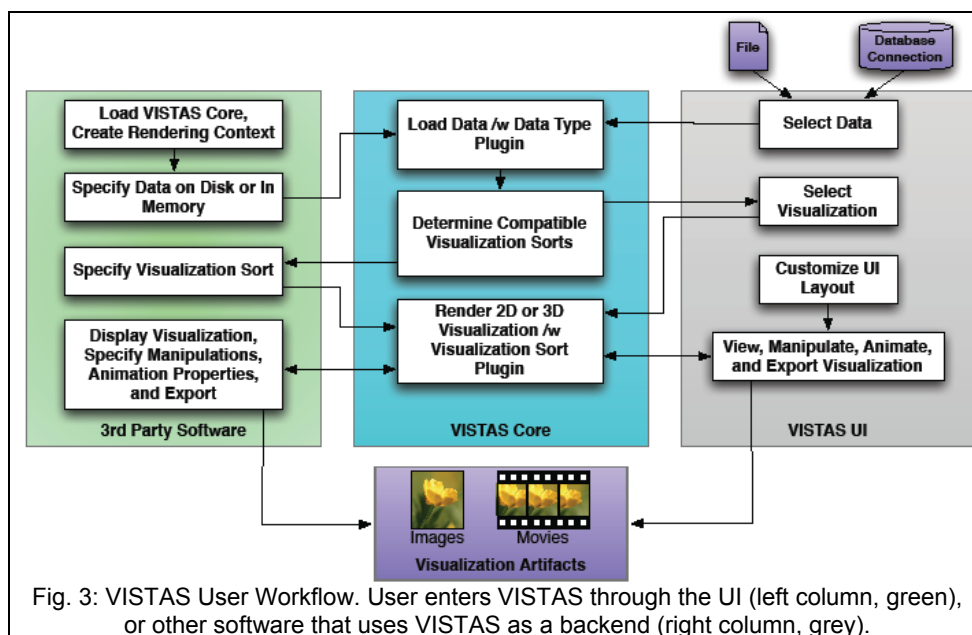 File
Database
Connection
Load VISTAS Core,
Create Rendering Context
Specify Data on Disk or In
Memory
Specify Visualization Sort
Display Visualization,
Specify Manipulations,
Animation Properties,
and Export
3rd Party Software
Load Data /w Data Type
Plugin
Determine Compatible
Visualization Sorts
Render 2D or 3D
Visualization /w
Visualization Sort
Plugin
VISTAS Core
Select Data
Select
Visualization
Customize UI
Layout
View, Manipulate, Animate,
and Export Visualization
VISTAS UI
Images
Movies
Visualization Artifacts
Fig. 3: VISTAS User Workflow. User enters VISTAS through the UI (left column, green),
or other software that uses VISTAS as a backend (right column, grey).